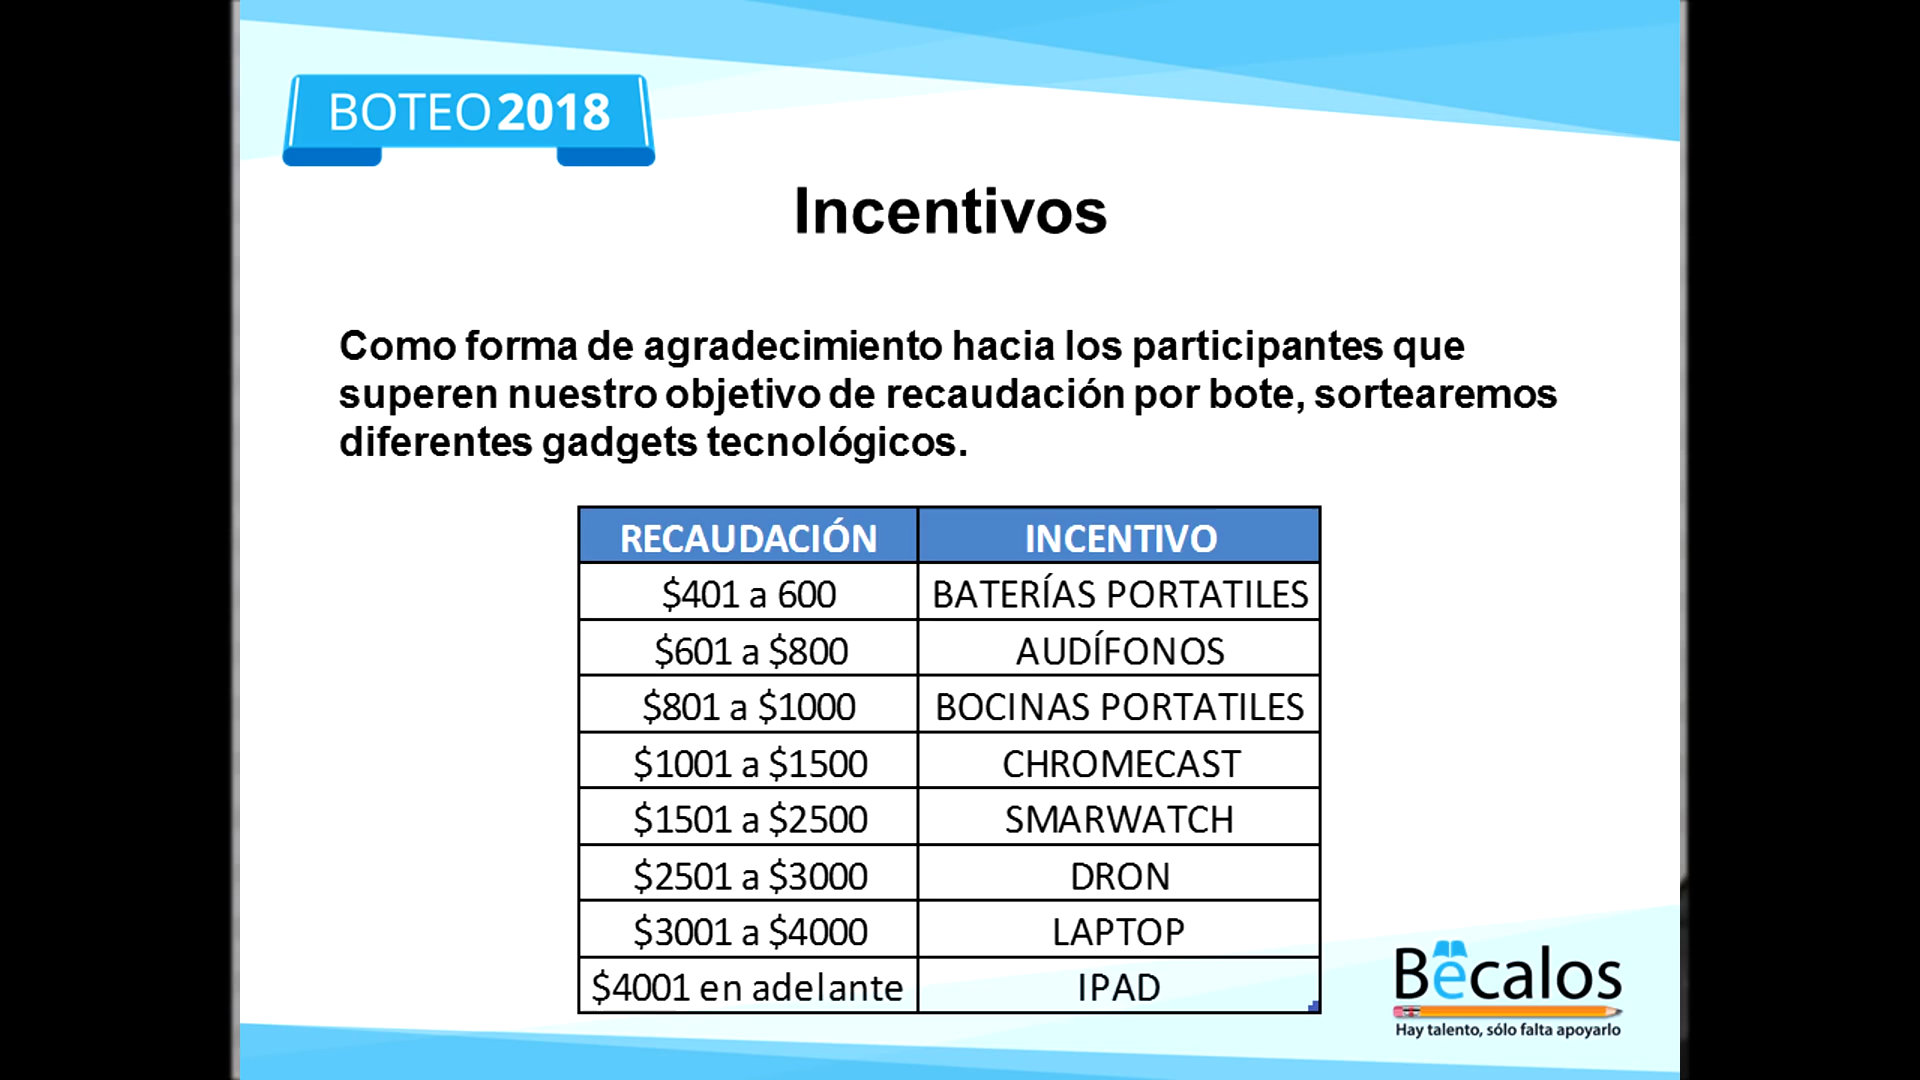 BOTEO 2018
Incentivos
Como forma de agradecimiento hacia los participantes que
superen nuestro objetivo de recaudación por bote, sortearemos
diferentes gadgets tecnológicos.
RECAUDACIÓN INCENTIVO
$401 a 600 BATERÍAS PORTATILES
$601 a $800 AUDÍFONOS
$801 a $1000 BOCINAS PORTATILES
$1001 a $1500 CHROMECAST
$1501 a $2500 SMARWATCH
$2501 a $3000 DRON
$3001 a $4000 LAPTOP
$4001 en adelante IPAD
Bécalos
Hay talento, sólo falta apoyarlo